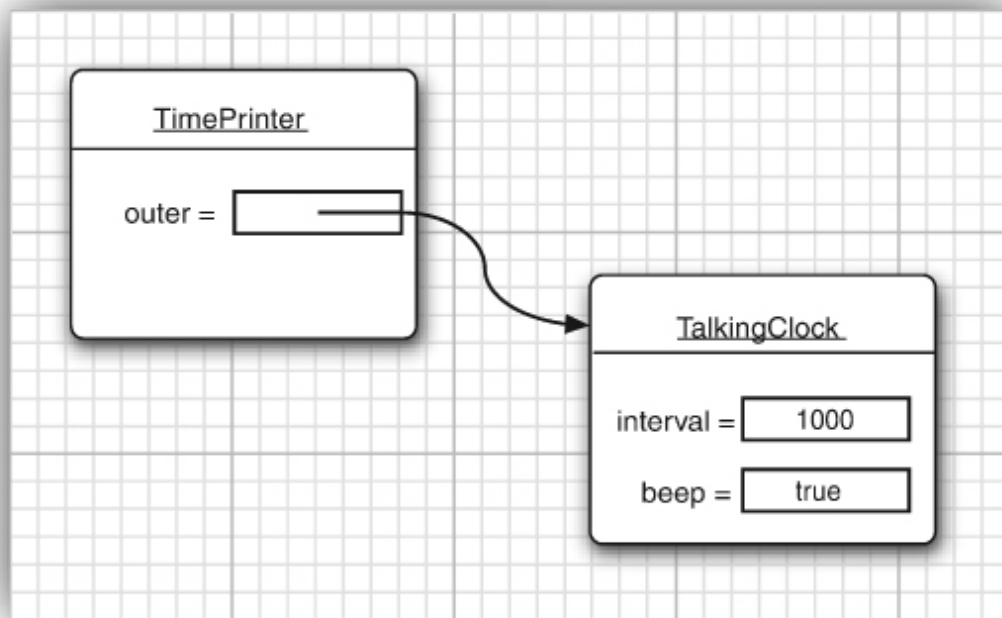 TimePrinter
outer =
TalkingClock
interval = 1000
beep = true